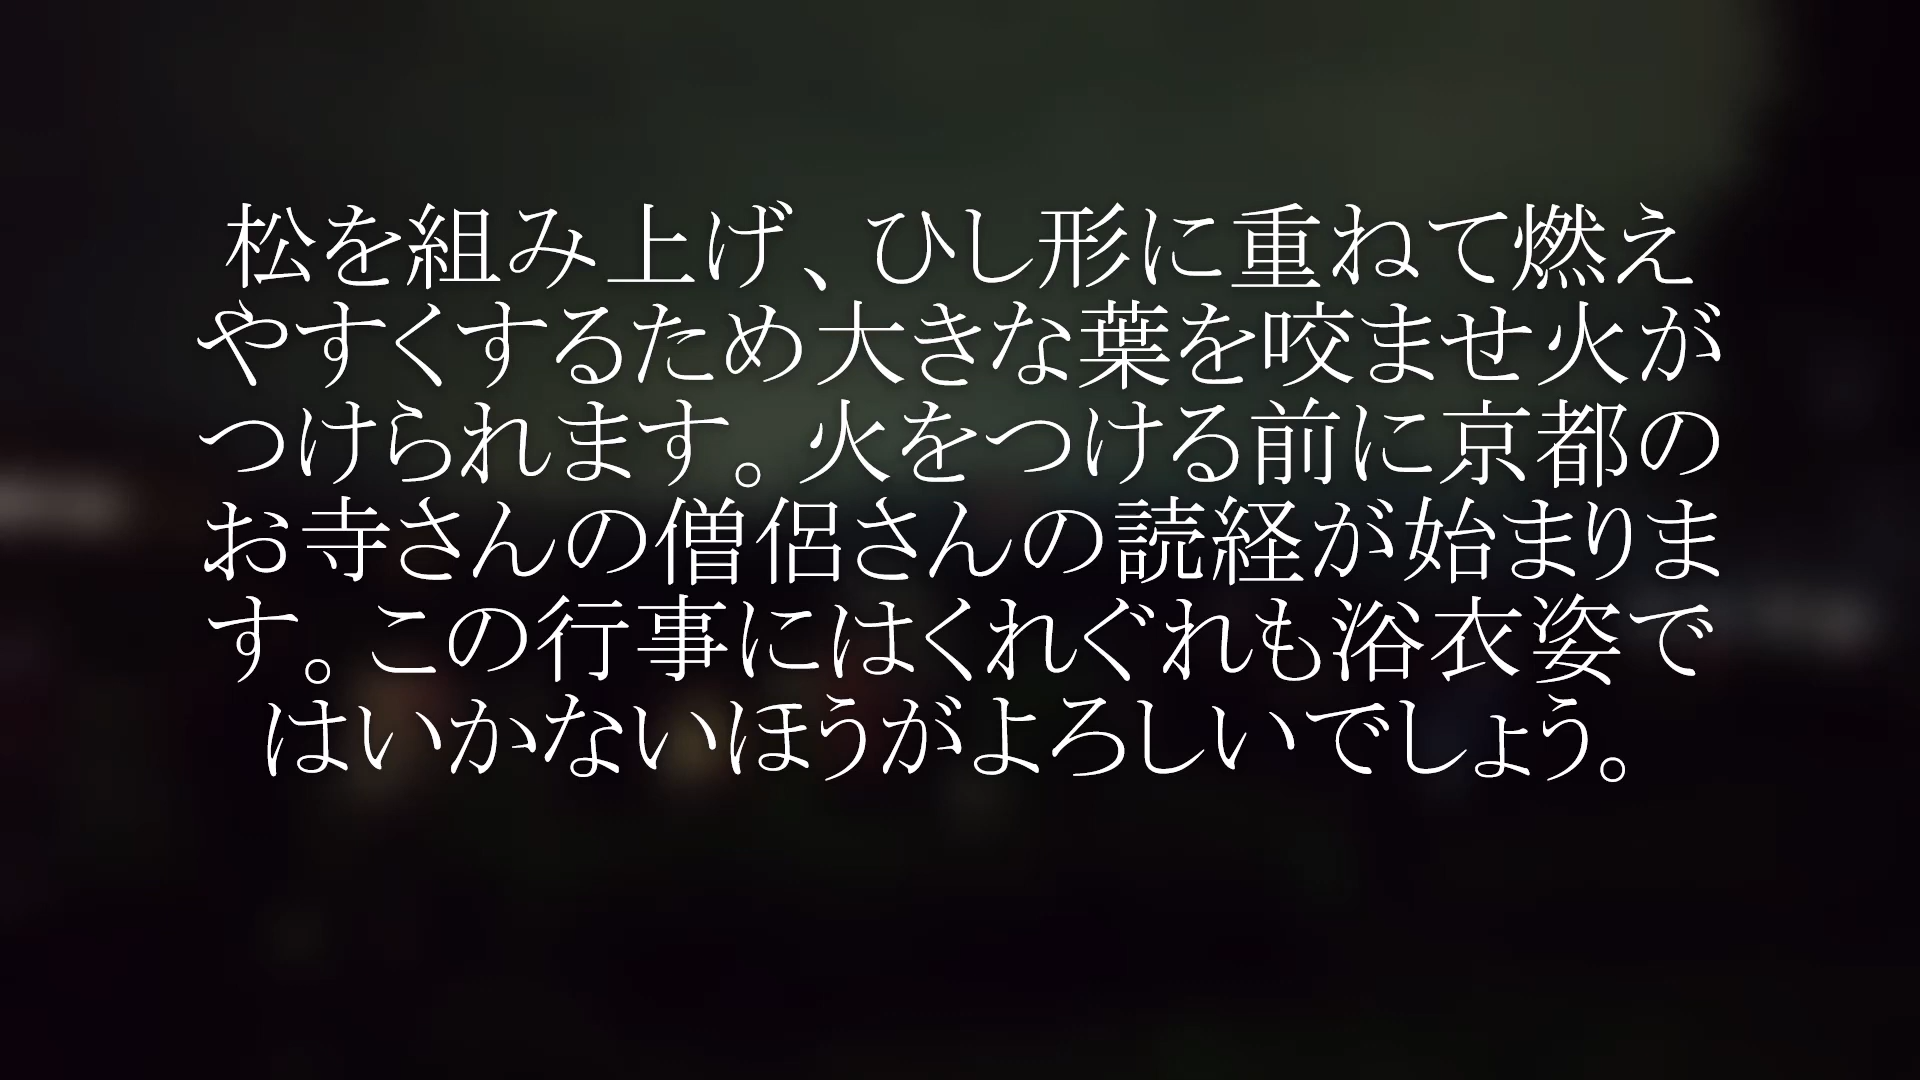 松を組み上げ、ひし形に重ねて燃え
やすくするため大きな葉を咬ませ火が
つけられます。火をつける前に京都の
お寺さんの僧侶さんの読経が始まりま
す。この行事にはくれぐれも浴衣姿で
はいかないほうがよろしいでしょう。